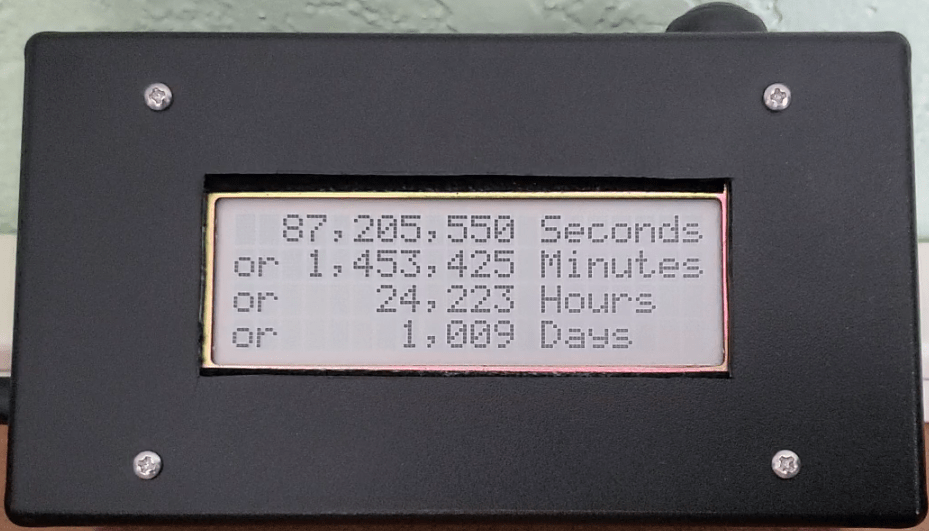 87,205,550 Seconds
or 1,453,425 Minutes
or 24,223 Hours
or 1,009 Days